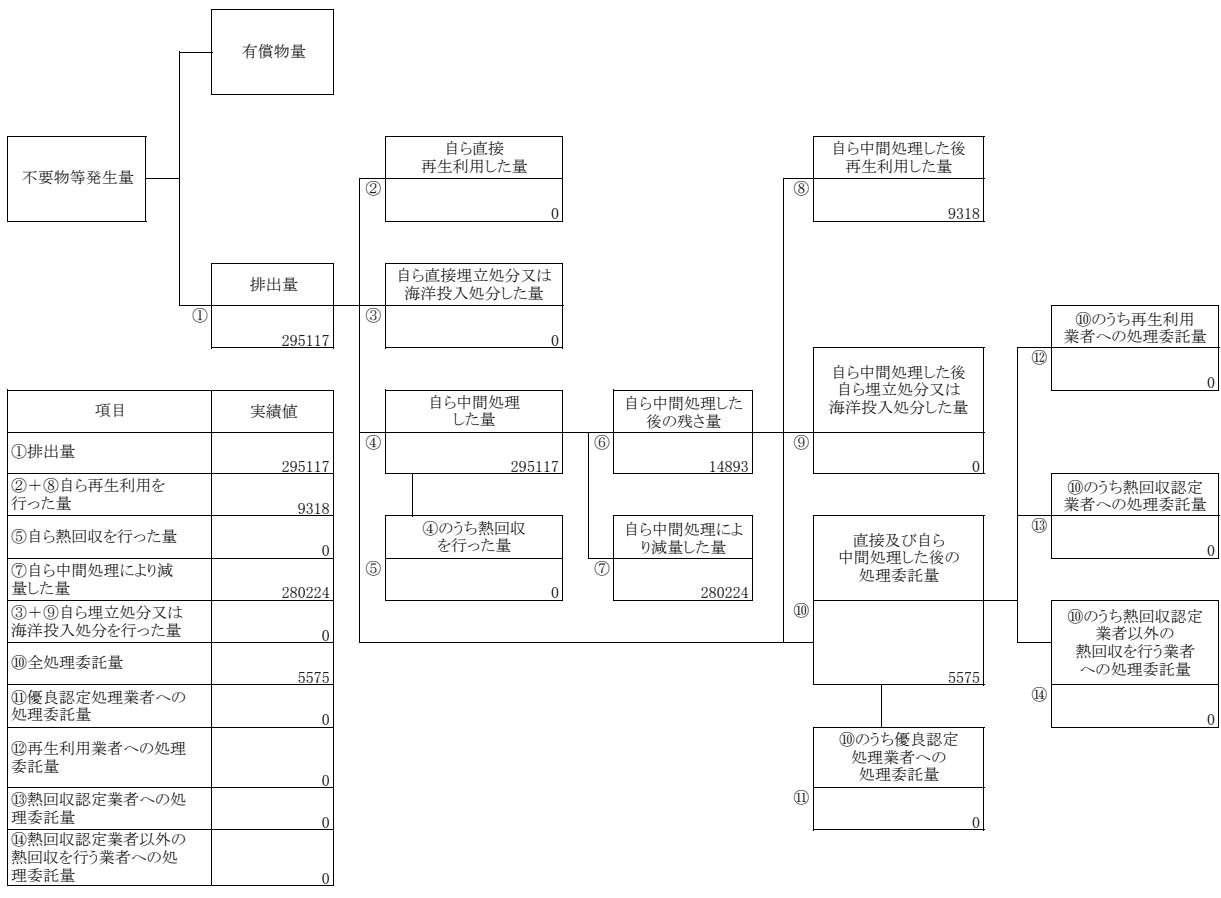 有償物量
不要物等発生量
自ら直接
再生利用した量
②
0
自ら中間処理した後
再生利用した量
⑧
9318
排出量
①
295117
自ら直接埋立処分又は
海洋投入処分した量
③
0
自ら中間処理
した量
④
295117
自ら中間処理した
後の残さ量
⑥
14893
自ら中間処理した後
自ら埋立処分又は
海洋投入処分した量
⑨
0
⑩のうち再生利用
業者への処理委託量
⑫
0
④のうち熱回収
を行った量
⑤
0
自ら中間処理によ
り減量した量
⑦
280224
直接及び自ら
中間処理した後の
処理委託量
⑩
5575
⑩のうち熱回収認定
業者への処理委託量
⑬
0
⑩のうち熱回収認定
業者以外の
熱回収を行う業者
への処理委託量
⑭
0
⑩のうち優良認定
処理業者への
処理委託量
⑪
0
項目 実績値
①排出量
295117
②+⑧自ら再生利用を
行った量
9318
⑤自ら熱回収を行った量
0
⑦自ら中間処理により減
量した量
280224
③+⑨自ら埋立処分又は
海洋投入処分を行った量
0
⑩全処理委託量
5575
⑪優良認定処理業者への
処理委託量
0
⑫再生利用業者への処理
委託量
0
⑬熱回収認定業者への処
理委託量
0
⑭熱回収認定業者以外の
熱回収を行う業者への処
理委託量
0